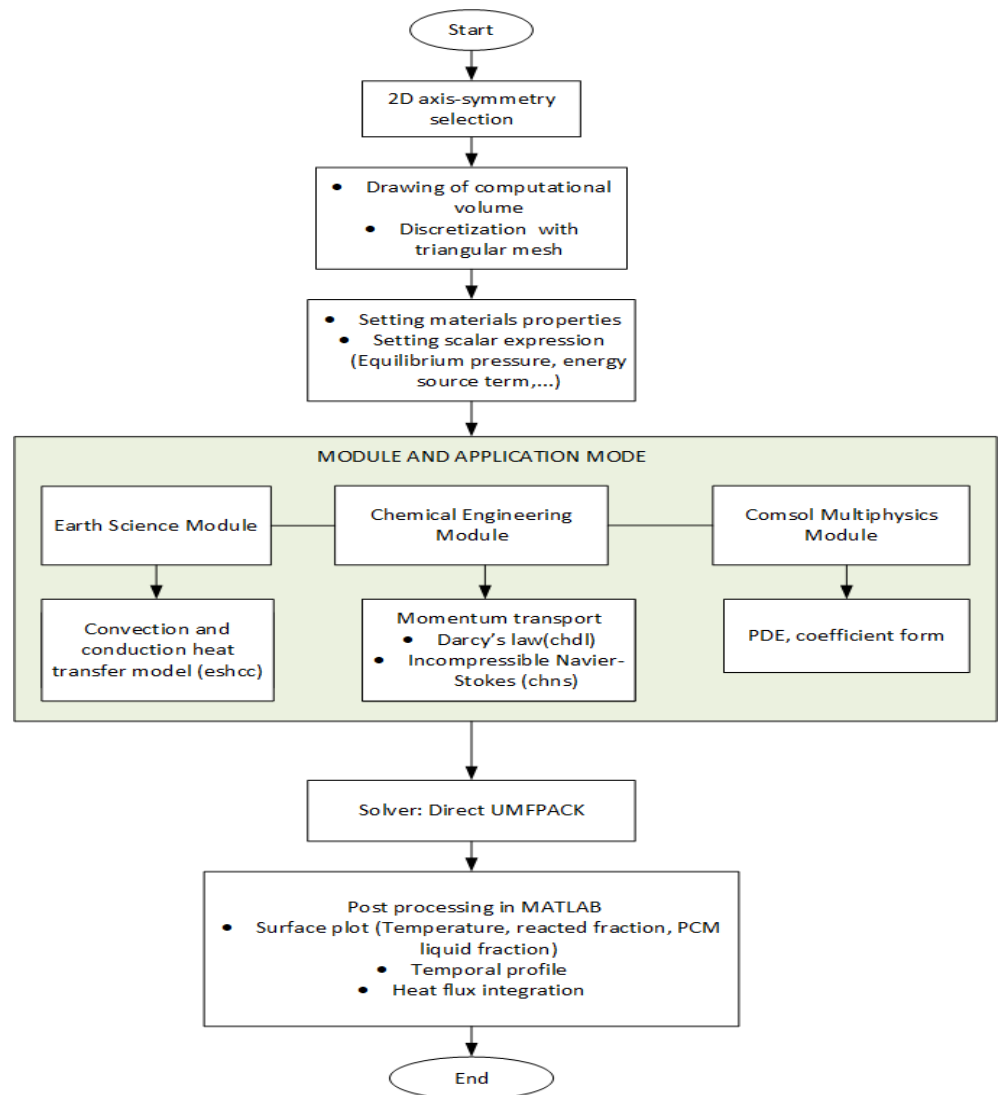 Start
2D axis-symmetry
selection
● Drawing of computational
volume
● Discretization with
triangular mesh
● Setting materials properties
● Setting scalar expression
(Equilibrium pressure, energy
source term,...)
MODULE AND APPLICATION MODE
Earth Science Module
Chemical Engineering
Module
Comsol Multiphysics
Module
Convection and
conduction heat
transfer model (eshcc)
Momentum transport
● Darcy's law(chdl)
● Incompressible Navier-
Stokes (chns)
PDE, coefficient form
Solver: Direct UMFPACK
Post processing in MATLAB
● Surface plot (Temperature, reacted fraction, PCM
liquid fraction)
● Temporal profile
● Heat flux integration
End